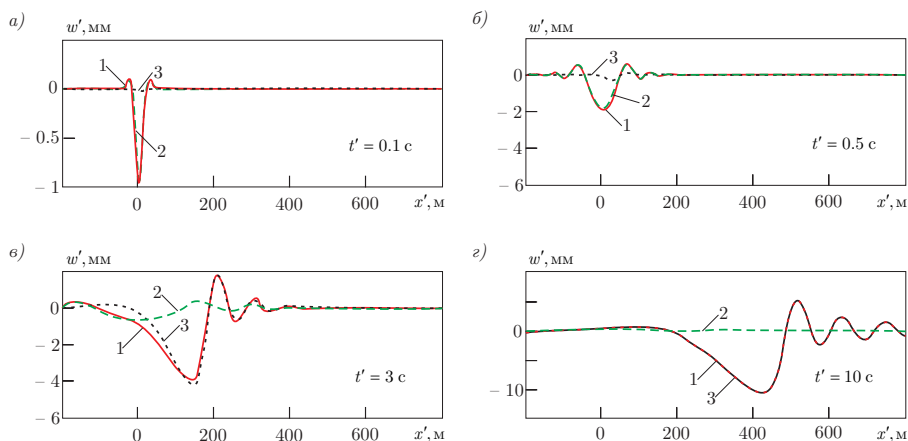 а)
w′, мм
1
3
0
− 0.5
2
t′ = 0.1 с
− 1
0
200
400
600
x′, м
б)
w′, мм
3
0
2
− 2
1
− 4
t′ = 0.5 с
− 6
0
200
400
600
x′, м
в)
w′, мм
2
0
3
1
− 2
− 4
t′ = 3 с
− 6
0
200
400
600
x′, м
г)
w′, мм
2
0
1
3
− 10
t′ = 10 с
0
200
400
600
x′, м